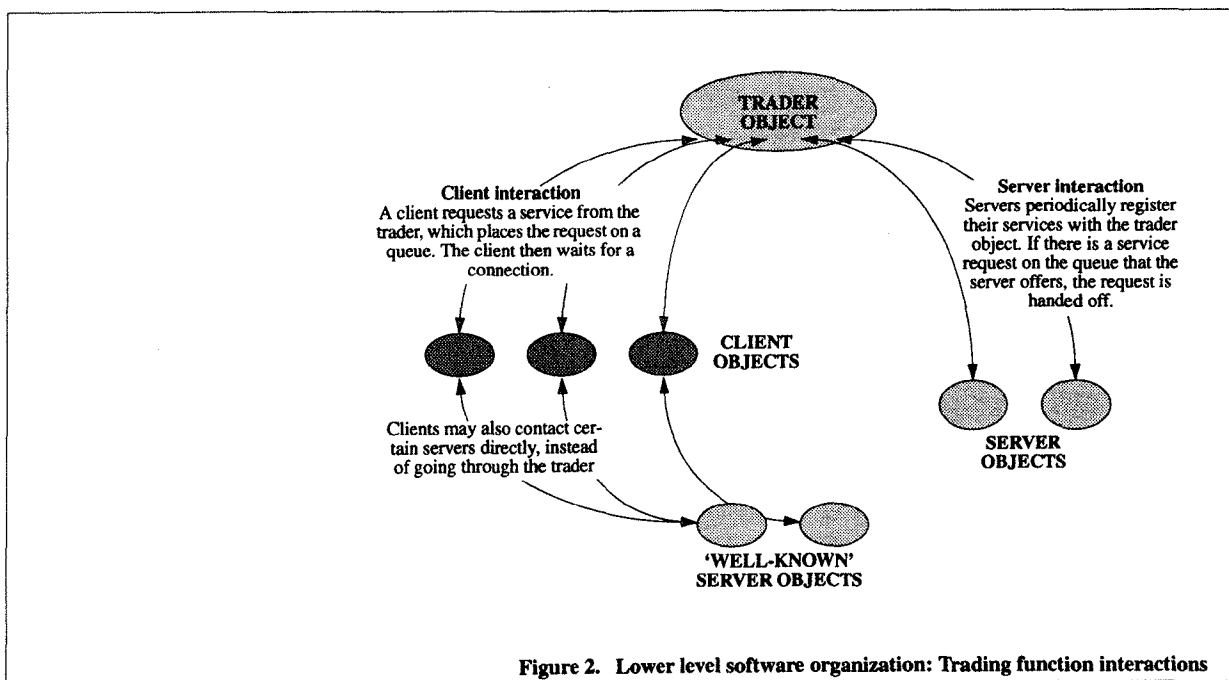 TRADER
OBJECT
Client interaction
A client requests a service from the
trader, which places the request on a
queue. The client then waits for a
connection.
Server interaction
Servers periodically register
their services with the trader
object. If there is a service
request on the queue that the
server offers, the request is
handed off.
CLIENT
OBJECTS
Clients may also contact cer-
tain servers directly, instead
of going through the trader
SERVER
OBJECTS
'WELL-KNOWN'
SERVER OBJECTS
Figure 2. Lower level software organization: Trading function interactions